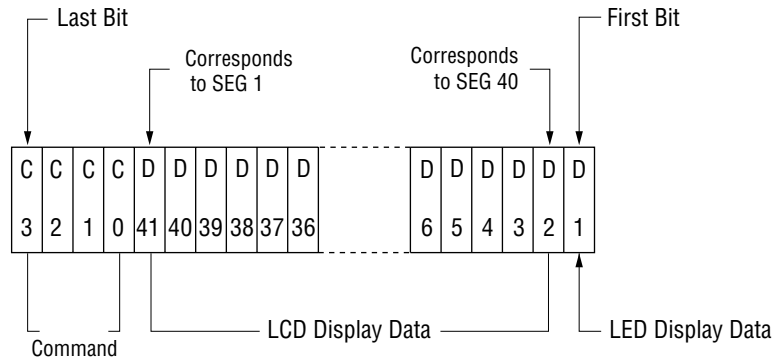 Last Bit
First Bit
Corresponds
to SEG 1
Corresponds
to SEG 40
C C C C D D D D D D D D D D D D
3 2 1 0 41 40 39 38 37 36 6 5 4 3 2 1
LCD Display Data
LED Display Data
Command